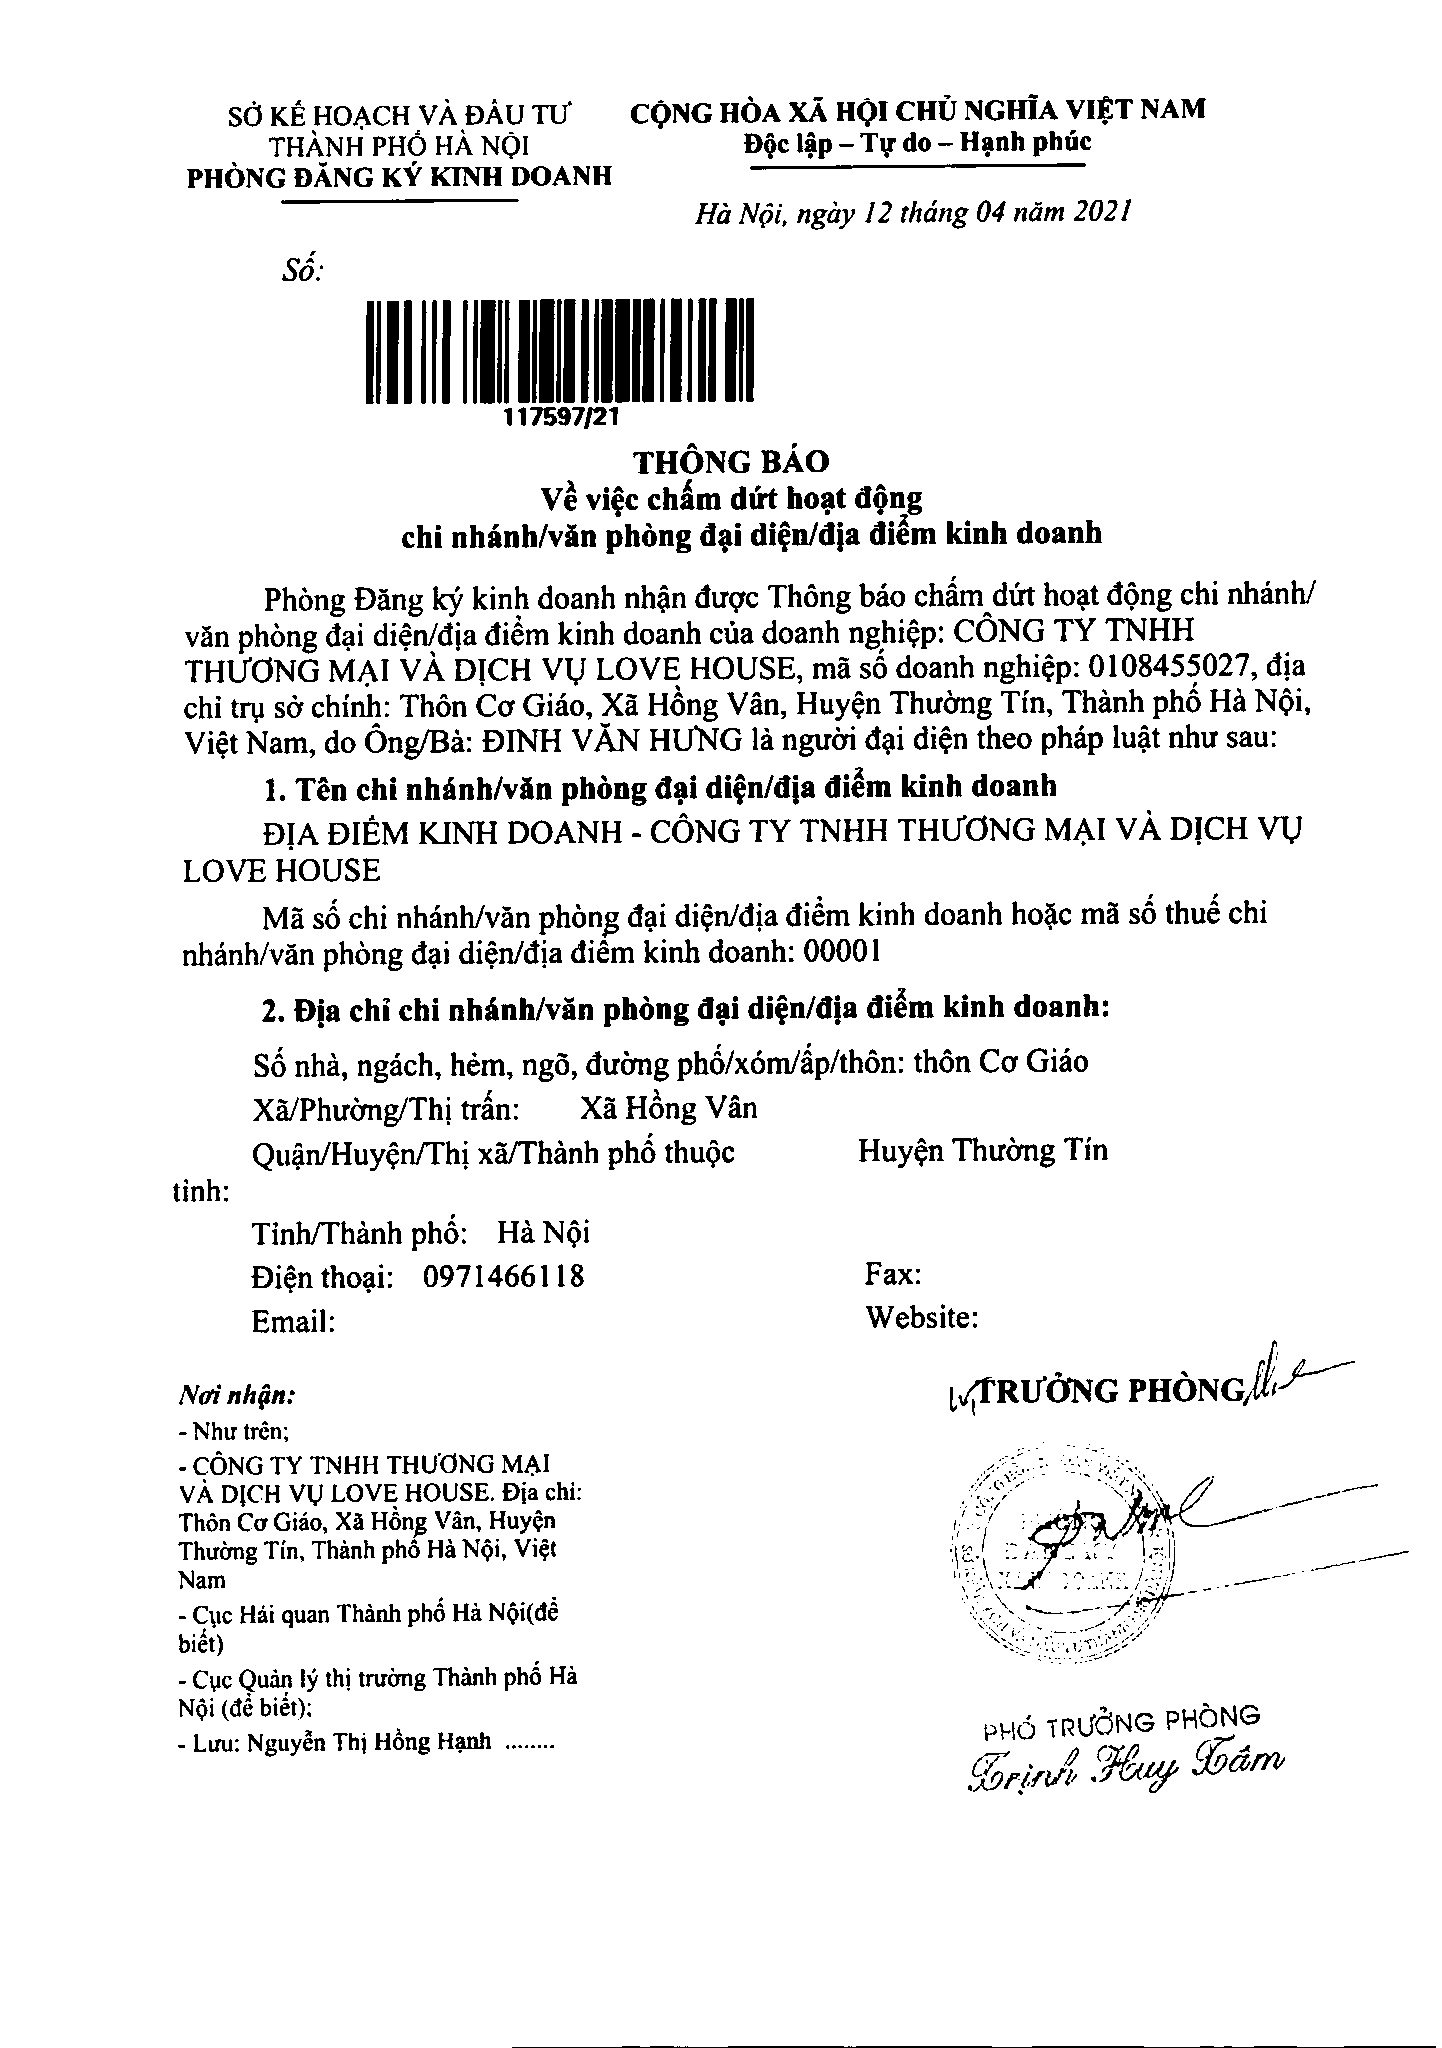 SỞ KẾ HOẠCH VÀ ĐẦU TƯ
THÀNH PHỐ HÀ NỘI
PHÒNG ĐĂNG KÝ KINH DOANH
CỘNG HÒA XÃ HỘI CHỦ NGHĨA VIỆT NAM
Độc lập – Tự do – Hạnh phúc
Hà Nội, ngày 12 tháng 04 năm 2021
Số:
117597/21
THÔNG BÁO
Về việc chấm dứt hoạt động
chi nhánh/văn phòng đại diện/địa điểm kinh doanh
Phòng Đăng ký kinh doanh nhận được Thông báo chấm dứt hoạt động chi nhánh/
văn phòng đại diện/địa điểm kinh doanh của doanh nghiệp: CÔNG TY TNHH
THƯƠNG MẠI VÀ DỊCH VỤ LOVE HOUSE, mã số doanh nghiệp: 0108455027, địa
chỉ trụ sở chính: Thôn Cơ Giáo, Xã Hồng Vân, Huyện Thường Tín, Thành phố Hà Nội,
Việt Nam, do Ông/Bà: ĐINH VĂN HƯNG là người đại diện theo pháp luật như sau:
1. Tên chi nhánh/văn phòng đại diện/địa điểm kinh doanh
ĐỊA ĐIỂM KINH DOANH - CÔNG TY TNHH THƯƠNG MẠI VÀ DỊCH VỤ
LOVE HOUSE
Mã số chi nhánh/văn phòng đại diện/địa điểm kinh doanh hoặc mã số thuế chi
nhánh/văn phòng đại diện/địa điểm kinh doanh: 00001
2. Địa chỉ chi nhánh/văn phòng đại diện/địa điểm kinh doanh:
Số nhà, ngách, hẻm, ngõ, đường phố/xóm/ấp/thôn: thôn Cơ Giáo
Xã/Phường/Thị trấn: Xã Hồng Vân
Quận/Huyện/Thị xã/Thành phố thuộc Huyện Thường Tín
tỉnh:
Tỉnh/Thành phố: Hà Nội
Điện thoại: 0971466118 Fax:
Email: Website:
Nơi nhận:
- Như trên;
- CÔNG TY TNHH THƯƠNG MẠI
VÀ DỊCH VỤ LOVE HOUSE. Địa chỉ:
Thôn Cơ Giáo, Xã Hồng Vân, Huyện
Thường Tín, Thành phố Hà Nội, Việt
Nam
- Cục Hải quan Thành phố Hà Nội(để
biết)
- Cục Quản lý thị trường Thành phố Hà
Nội (để biết);
- Lưu: Nguyễn Thị Hồng Hạnh ........
TRƯỞNG PHÒNG
PHÓ TRƯỞNG PHÒNG
Trịnh Huy Tâm